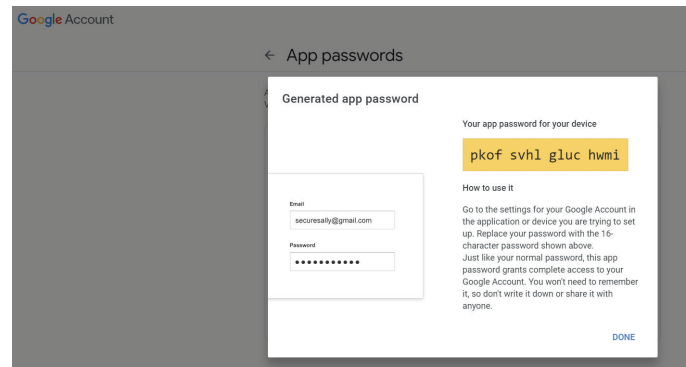 Google Account
← App passwords
Generated app password
Your app password for your device
pkof svhl gluc hwmi
How to use it
Go to the settings for your Google Account in
the application or device you are trying to set
up. Replace your password with the 16-
character password shown above.
Just like your normal password, this app
password grants complete access to your
Google Account. You won't need to remember
it, so don't write it down or share it with
anyone.
Email
securesally@gmail.com
Password
●●●●●●●●●●●
DONE